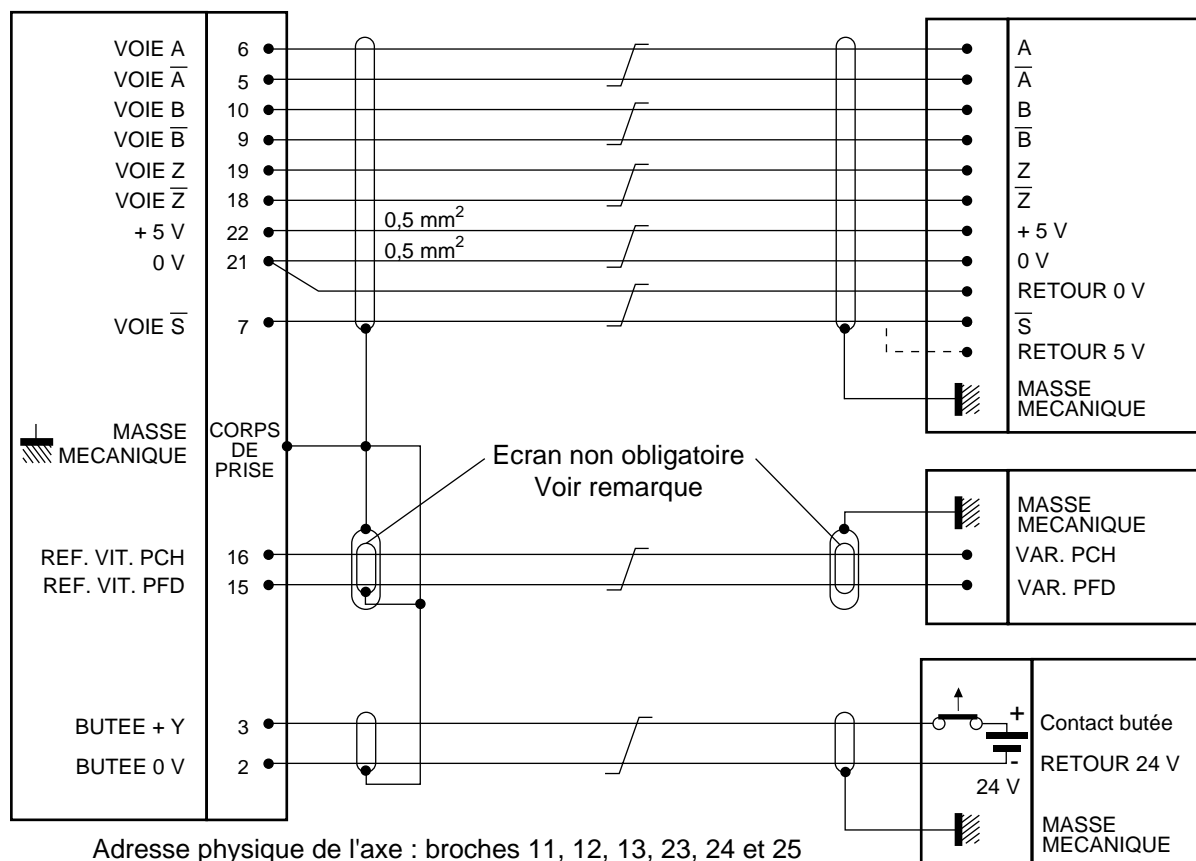 VOIE A 6 A
VOIE A̅ 5 A̅
VOIE B 10 B
VOIE B̅ 9 B̅
VOIE Z 19 Z
VOIE Z̅ 18 Z̅
+ 5 V 22 0,5 mm² + 5 V
0 V 21 0,5 mm² 0 V
RETOUR 0 V
VOIE S̅ 7 S̅
RETOUR 5 V
MASSE
MECANIQUE
MASSE
MECANIQUE
CORPS
DE
PRISE
Ecran non obligatoire
Voir remarque
MASSE
MECANIQUE
REF. VIT. PCH 16 VAR. PCH
REF. VIT. PFD 15 VAR. PFD
BUTEE + Y 3 + Contact butée
BUTEE 0 V 2 - RETOUR 24 V
24 V
MASSE
MECANIQUE
Adresse physique de l'axe : broches 11, 12, 13, 23, 24 et 25